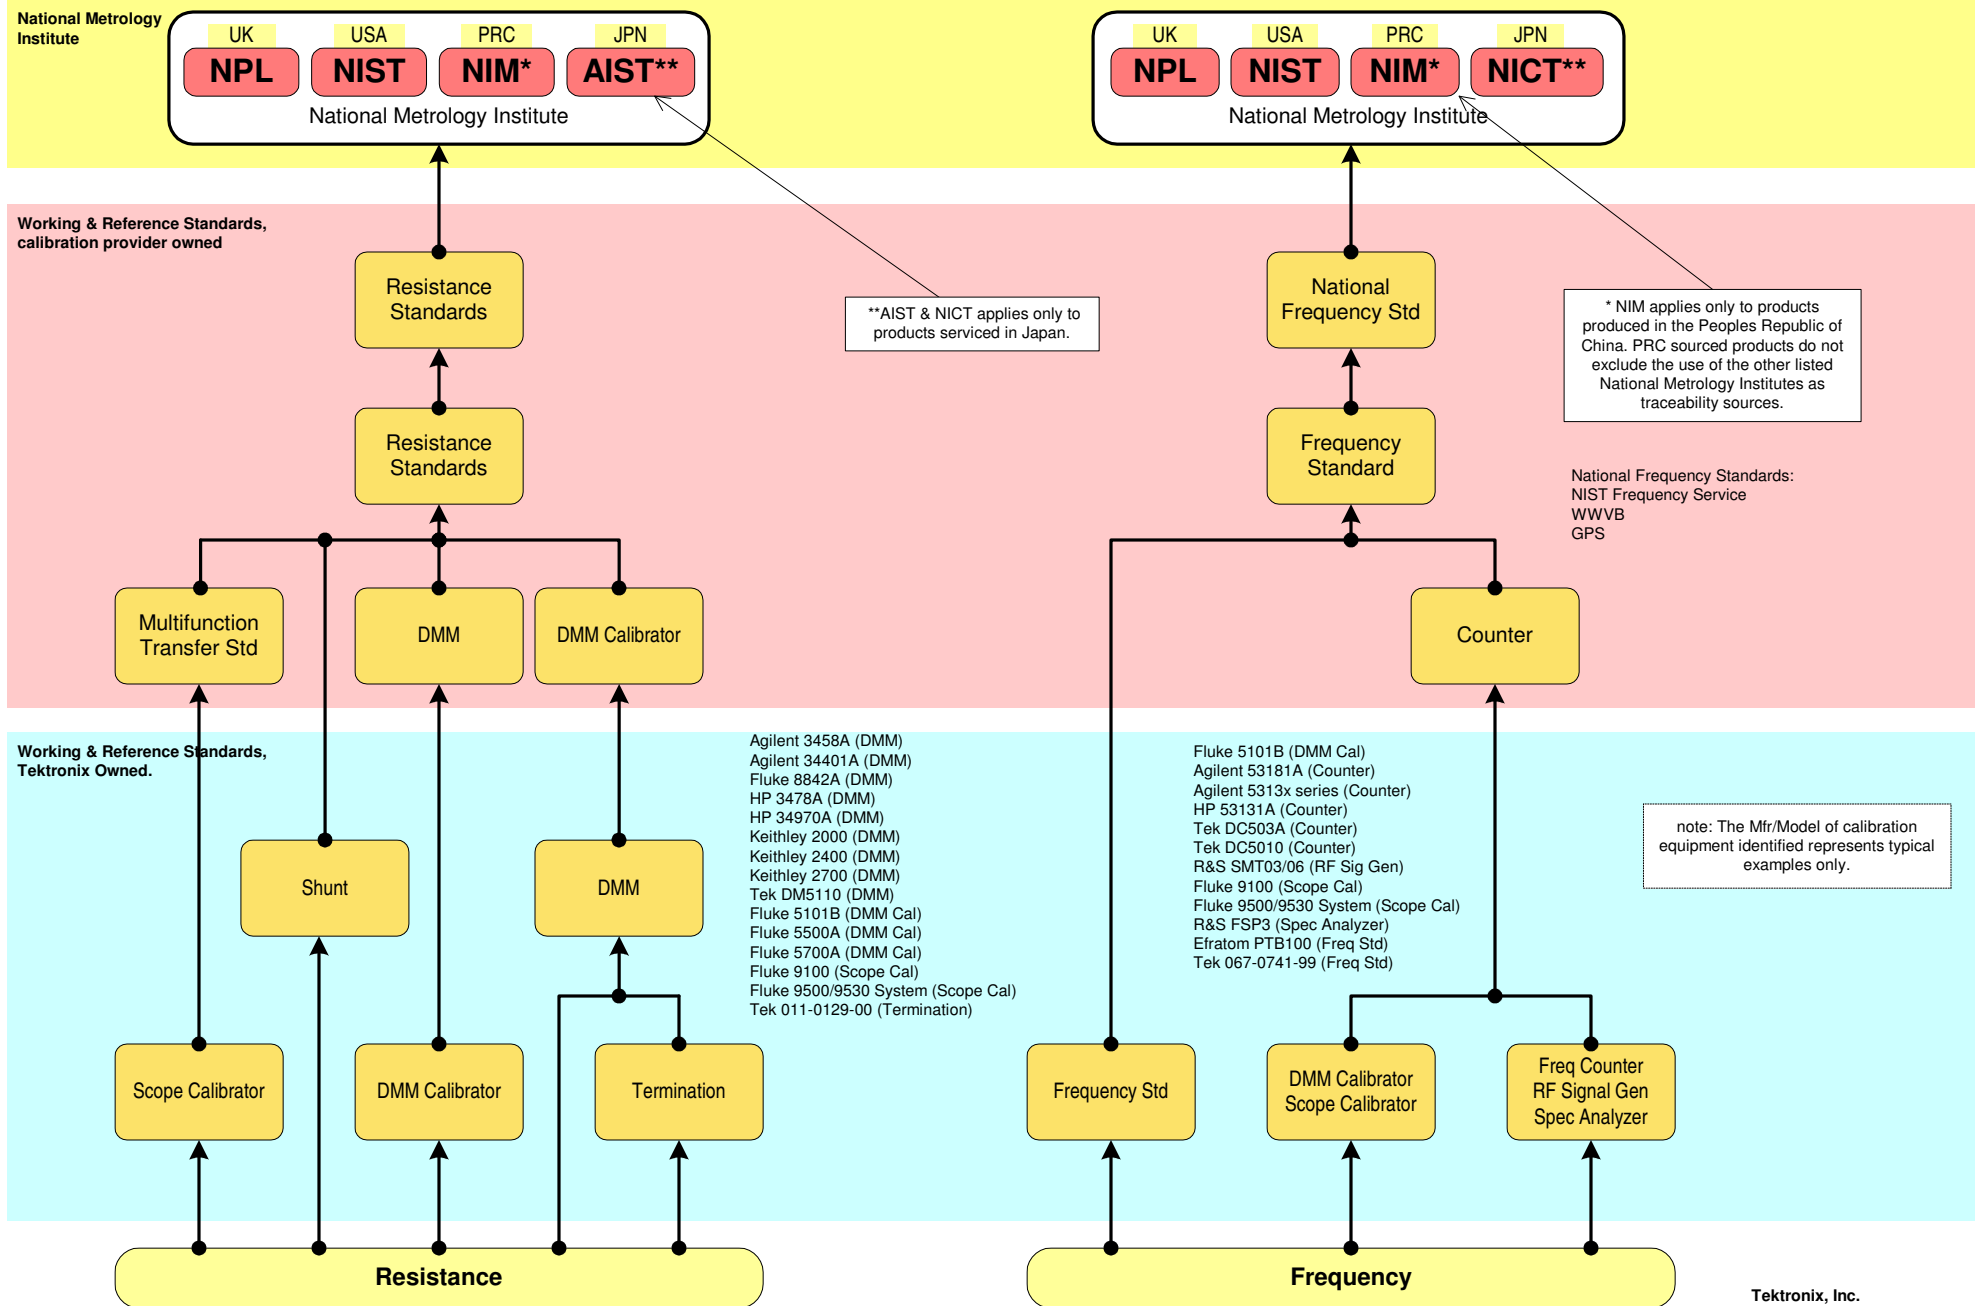 National Metrology
Institute
UK
USA
PRC
JPN
NPL
NIST
NIM*
AIST**
National Metrology Institute
UK
USA
PRC
JPN
NPL
NIST
NIM*
NICT**
National Metrology Institute
Working & Reference Standards,
calibration provider owned
Resistance
Standards
**AIST & NICT applies only to
products serviced in Japan.
National
Frequency Std
* NIM applies only to products
produced in the Peoples Republic of
China. PRC sourced products do not
exclude the use of the other listed
National Metrology Institutes as
traceability sources.
Resistance
Standards
Frequency
Standard
National Frequency Standards:
NIST Frequency Service
WWVB
GPS
Multifunction
Transfer Std
DMM
DMM Calibrator
Counter
Working & Reference Standards,
Tektronix Owned.
Agilent 3458A (DMM)
Agilent 34401A (DMM)
Fluke 8842A (DMM)
HP 3478A (DMM)
HP 34970A (DMM)
Keithley 2000 (DMM)
Keithley 2400 (DMM)
Keithley 2700 (DMM)
Tek DM5110 (DMM)
Fluke 5101B (DMM Cal)
Fluke 5500A (DMM Cal)
Fluke 5700A (DMM Cal)
Fluke 9100 (Scope Cal)
Fluke 9500/9530 System (Scope Cal)
Tek 011-0129-00 (Termination)
Fluke 5101B (DMM Cal)
Agilent 53181A (Counter)
Agilent 5313x series (Counter)
HP 53131A (Counter)
Tek DC503A (Counter)
Tek DC5010 (Counter)
R&S SMT03/06 (RF Sig Gen)
Fluke 9100 (Scope Cal)
Fluke 9500/9530 System (Scope Cal)
R&S FSP3 (Spec Analyzer)
Efratom PTB100 (Freq Std)
Tek 067-0741-99 (Freq Std)
note: The Mfr/Model of calibration
equipment identified represents typical
examples only.
Shunt
DMM
Scope Calibrator
DMM Calibrator
Termination
Frequency Std
DMM Calibrator
Scope Calibrator
Freq Counter
RF Signal Gen
Spec Analyzer
Resistance
Frequency
Tektronix, Inc.